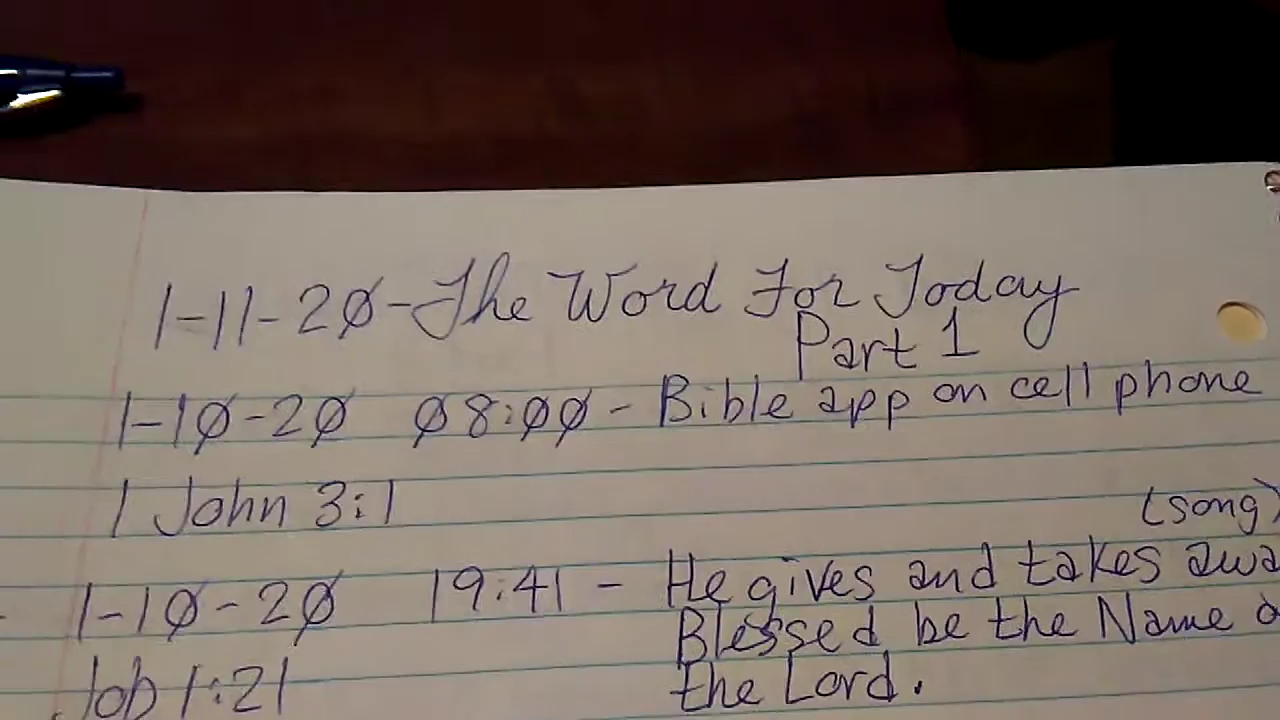 1-11-20-The Word For Today
Part 1
1-10-20 08:00 - Bible app on cell phone
1 John 3:1
(song)
1-10-20 19:41 - He gives and takes awa
Blessed be the Name o
Job 1:21 the Lord.